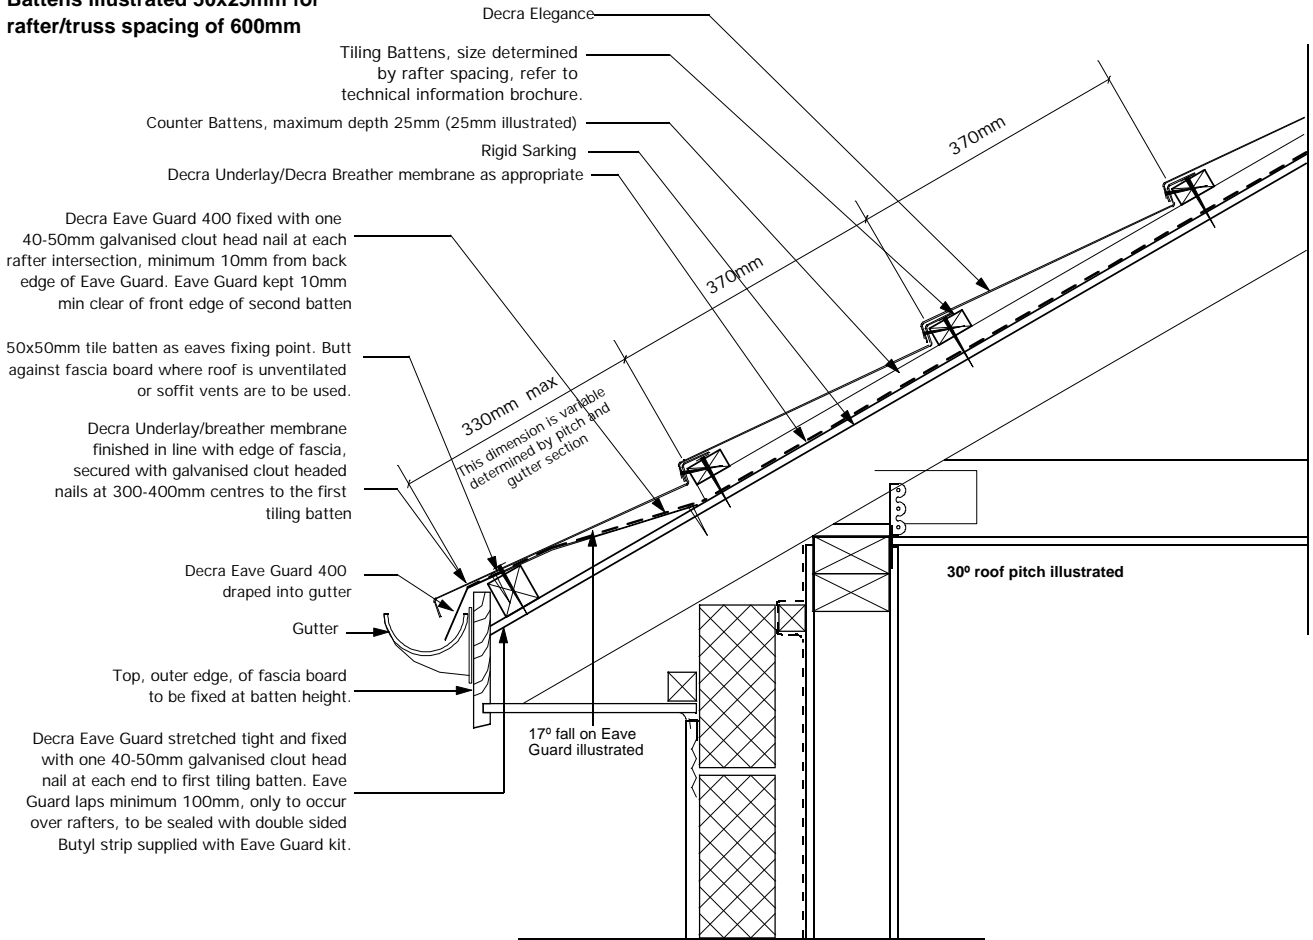 Battens illustrated 50x25mm for
rafter/truss spacing of 600mm
Decra Elegance
Tiling Battens, size determined
by rafter spacing, refer to
technical information brochure.
Counter Battens, maximum depth 25mm (25mm illustrated)
Rigid Sarking
Decra Underlay/Decra Breather membrane as appropriate
Decra Eave Guard 400 fixed with one
40-50mm galvanised clout head nail at each
rafter intersection, minimum 10mm from back
edge of Eave Guard. Eave Guard kept 10mm
min clear of front edge of second batten
50x50mm tile batten as eaves fixing point. Butt
against fascia board where roof is unventilated
or soffit vents are to be used.
Decra Underlay/breather membrane
finished in line with edge of fascia,
secured with galvanised clout headed
nails at 300-400mm centres to the first
tiling batten
Decra Eave Guard 400
draped into gutter
Gutter
Top, outer edge, of fascia board
to be fixed at batten height.
Decra Eave Guard stretched tight and fixed
with one 40-50mm galvanised clout head
nail at each end to first tiling batten. Eave
Guard laps minimum 100mm, only to occur
over rafters, to be sealed with double sided
Butyl strip supplied with Eave Guard kit.
370mm
370mm
330mm max
This dimension is variable
determined by pitch and
gutter section
17º fall on Eave
Guard illustrated
30º roof pitch illustrated